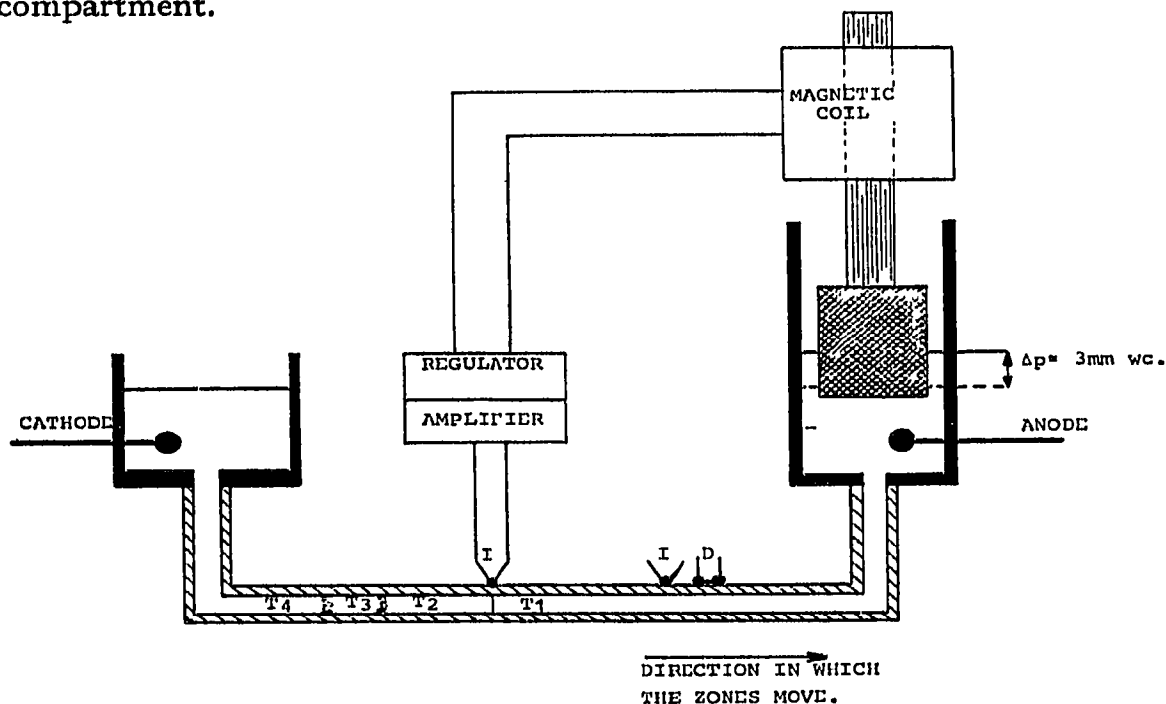 compartment.
MAGNETIC
COIL
REGULATOR
AMPLIFIER
Δp≈ 3mm wc.
CATHODE
ANODE
I
I
D
T4
T3
T2
T1
DIRECTION IN WHICH
THE ZONES MOVE.